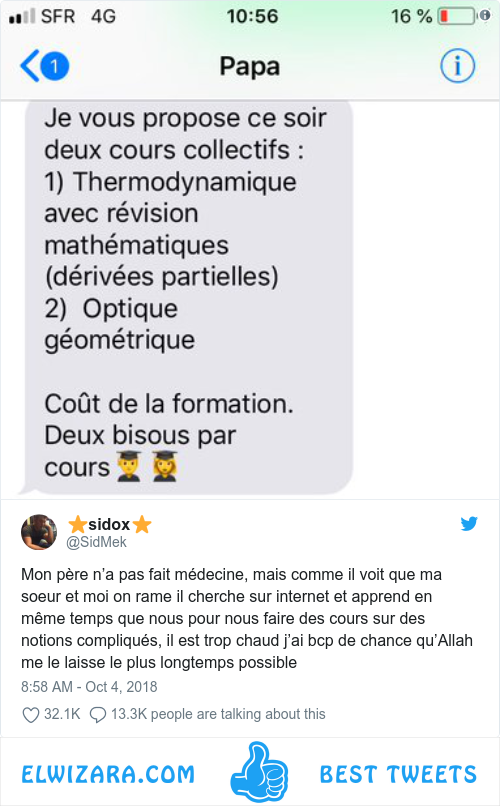 SFR 4G 10:56 16 %
1 Papa i
Je vous propose ce soir
deux cours collectifs :
1) Thermodynamique
avec révision
mathématiques
(dérivées partielles)
2) Optique
géométrique
Coût de la formation.
Deux bisous par
cours👨‍🎓👩‍🎓
⭐sidox⭐
@SidMek
Mon père n'a pas fait médecine, mais comme il voit que ma
soeur et moi on rame il cherche sur internet et apprend en
même temps que nous pour nous faire des cours sur des
notions compliqués, il est trop chaud j'ai bcp de chance qu'Allah
me le laisse le plus longtemps possible
8:58 AM - Oct 4, 2018
32.1K 13.3K people are talking about this
ELWIZARA.COM BEST TWEETS